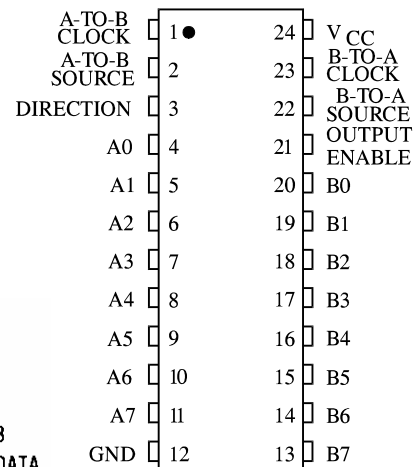 A-TO-B
CLOCK 1 24 VCC
A-TO-B
SOURCE 2 23 B-TO-A
CLOCK
DIRECTION 3 22 B-TO-A
SOURCE
A0 4 21 OUTPUT
ENABLE
A1 5 20 B0
A2 6 19 B1
A3 7 18 B2
A4 8 17 B3
A5 9 16 B4
A6 10 15 B5
A7 11 14 B6
GND 12 13 B7